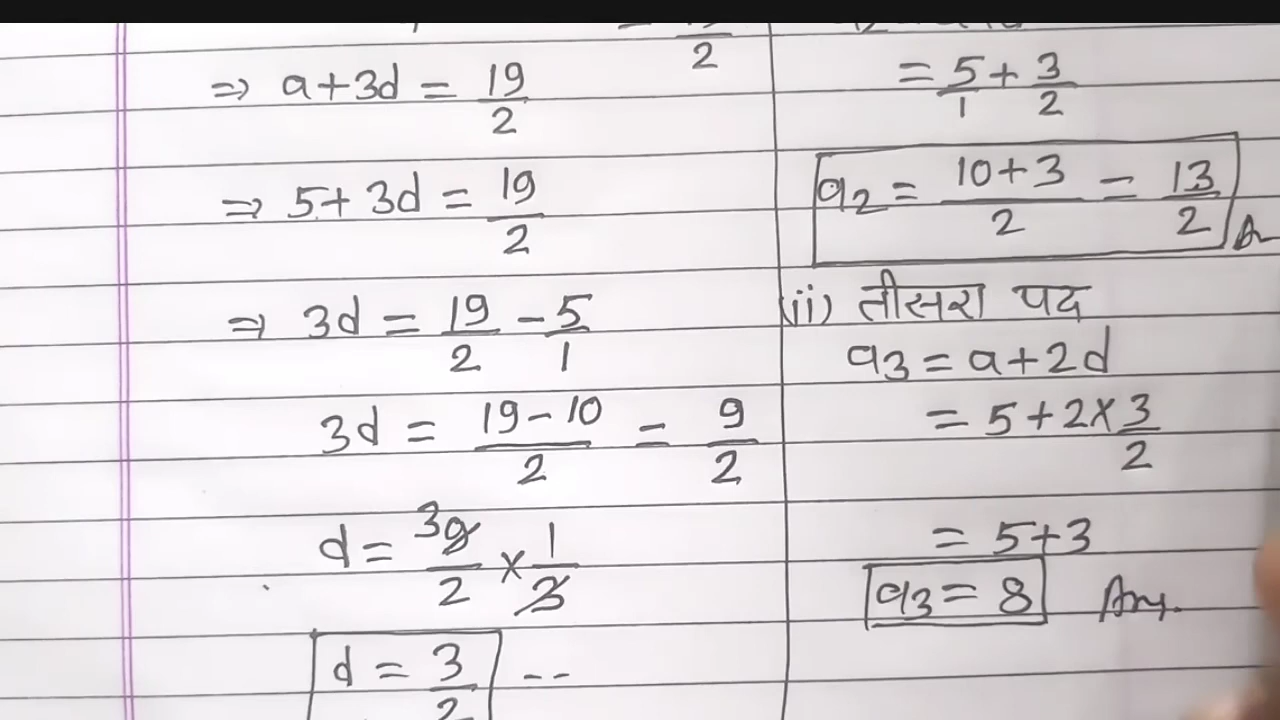 ⇒ a+3d = 19/2
⇒ 5+3d = 19/2
⇒ 3d = 19/2 - 5/1
3d = (19-10)/2 = 9/2
d = 9/2 × 1/3
d = 3/2 --
= 5/1 + 3/2
a2 = (10+3)/2 = 13/2
(ii) तीसरा पद
a3 = a+2d
= 5+2×3/2
= 5+3
a3 = 8 Ans.